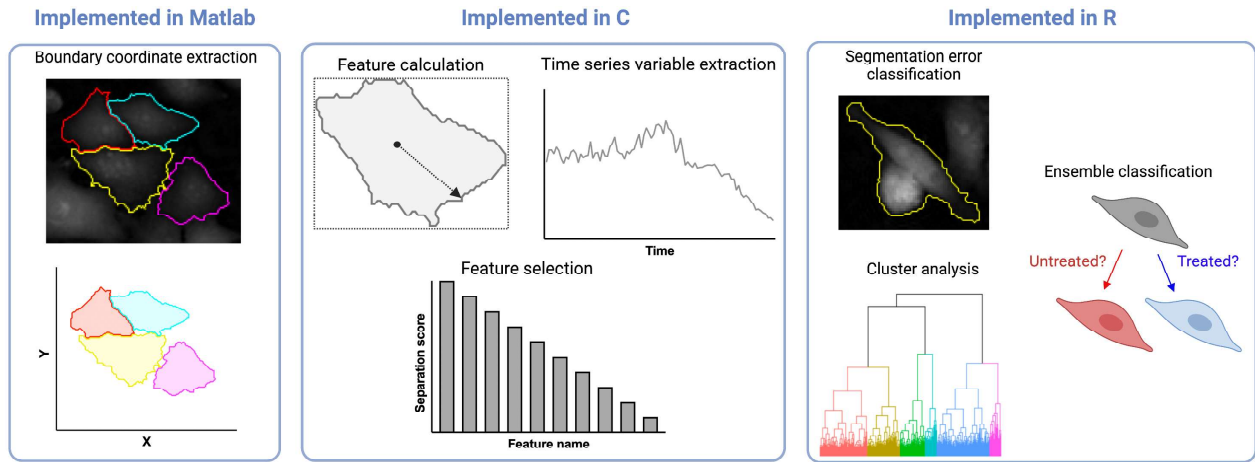 Implemented in Matlab
Boundary coordinate extraction
Y
X
Implemented in C
Feature calculation
Time series variable extraction
Time
Feature selection
Separation score
Feature name
Implemented in R
Segmentation error
classification
Ensemble classification
Untreated?
Treated?
Cluster analysis